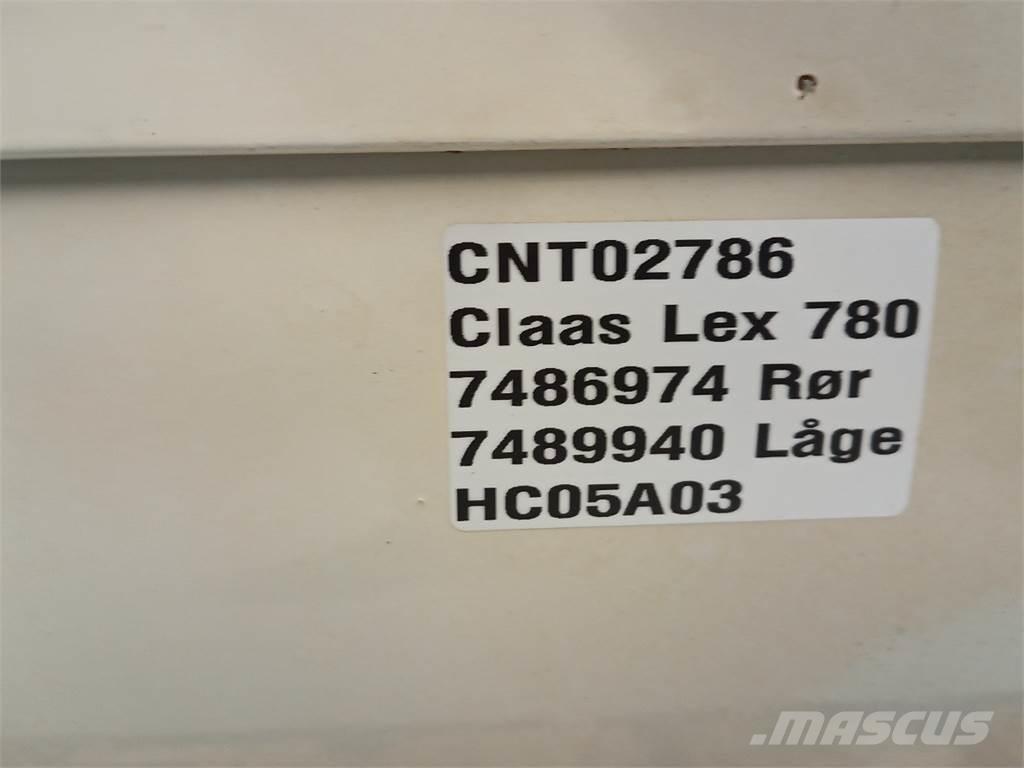 CNT02786
Claas Lex 780
7486974 Rør
7489940 Låge
HC05A03
MASCUS